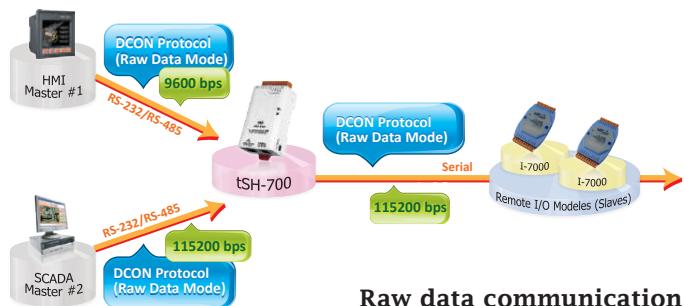 DCON Protocol
(Raw Data Mode)
9600 bps
HMI
Master #1
RS-232/RS-485
DCON Protocol
(Raw Data Mode)
tSH-700
Serial
115200 bps
I-7000
I-7000
Remote I/O Modeles (Slaves)
RS-232/RS-485
115200 bps
DCON Protocol
(Raw Data Mode)
SCADA
Master #2
Raw data communication